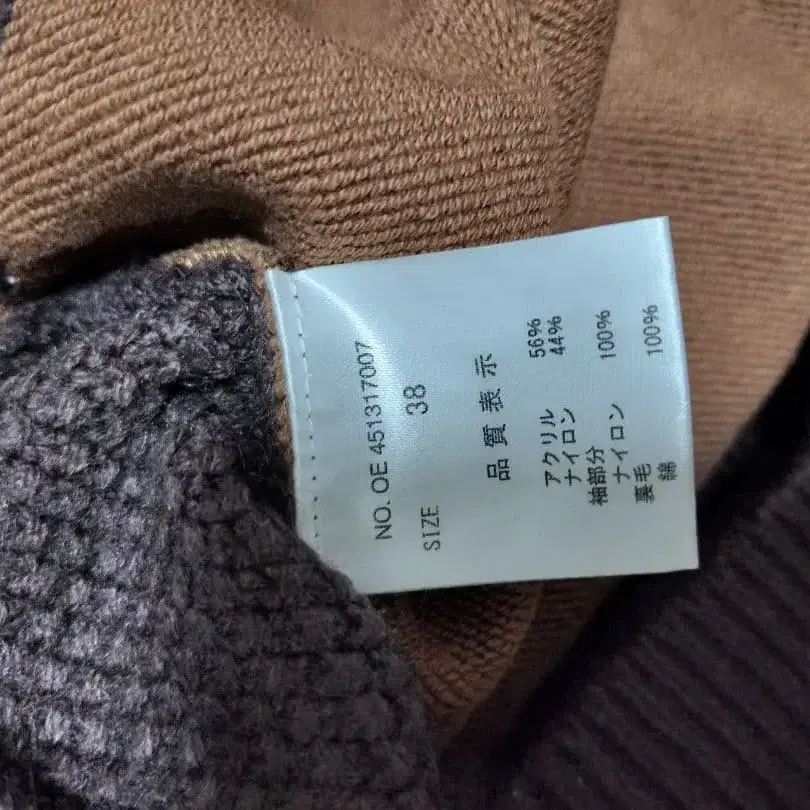 NO. OE 451317007
SIZE 38
品質表示
アクリル 56%
ナイロン 44%
袖部分
ナイロン 100%
裏毛
綿 100%